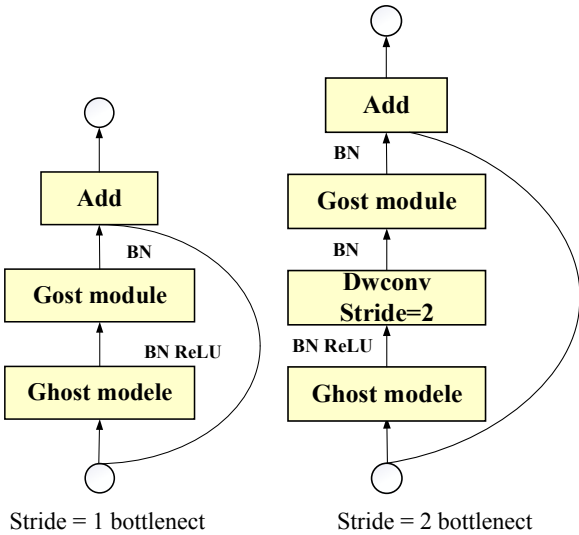 Add
BN
Gost module
BN ReLU
Ghost modele
Stride = 1 bottlenect
Add
BN
Gost module
BN
Dwconv
Stride=2
BN ReLU
Ghost modele
Stride = 2 bottlenect